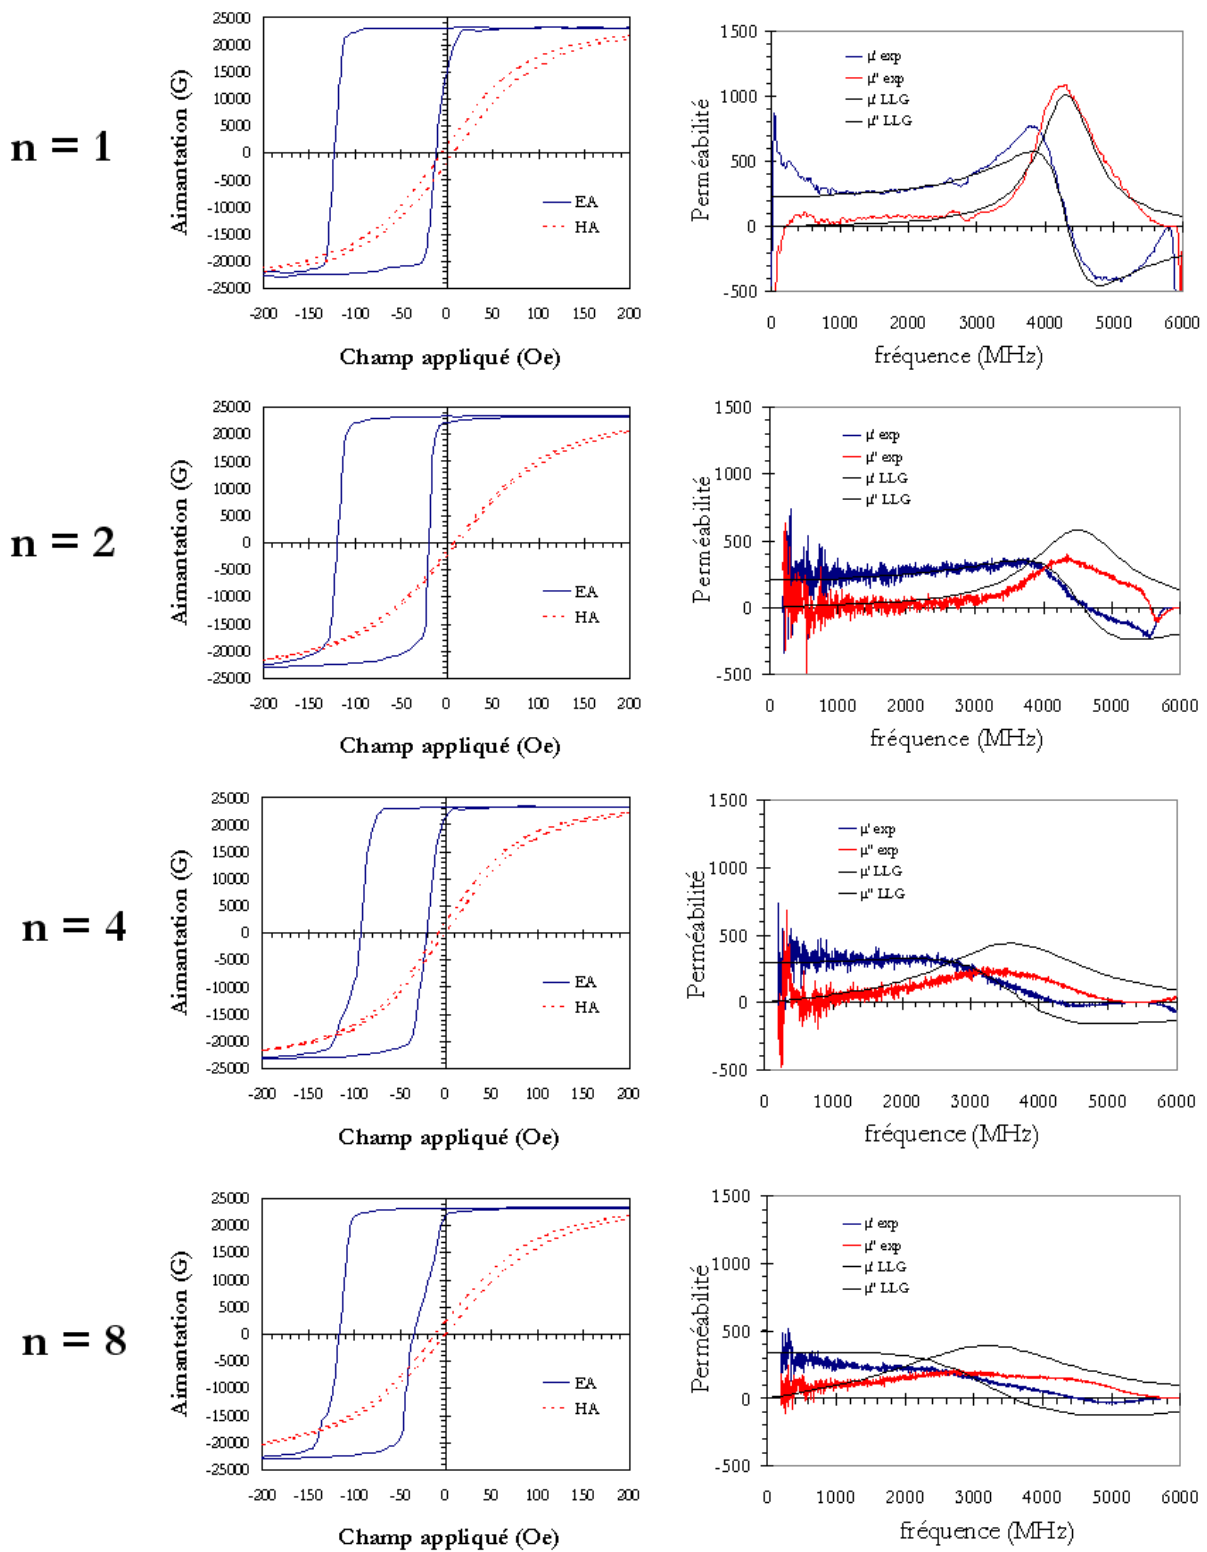 n = 1
Aimantation (G)
25000
20000
15000
10000
5000
0
-5000
-10000
-15000
-20000
-25000
EA
HA
-200 -150 -100 -50 0 50 100 150 200
Champ appliqué (Oe)
Perméabilité
1500
1000
500
0
-500
μ' exp
μ'' exp
μ' LLG
μ'' LLG
0 1000 2000 3000 4000 5000 6000
fréquence (MHz)
n = 2
Aimantation (G)
25000
20000
15000
10000
5000
0
-5000
-10000
-15000
-20000
-25000
EA
HA
-200 -150 -100 -50 0 50 100 150 200
Champ appliqué (Oe)
Perméabilité
1500
1000
500
0
-500
μ' exp
μ'' exp
μ' LLG
μ'' LLG
0 1000 2000 3000 4000 5000 6000
fréquence (MHz)
n = 4
Aimantation (G)
25000
20000
15000
10000
5000
0
-5000
-10000
-15000
-20000
-25000
EA
HA
-200 -150 -100 -50 0 50 100 150 200
Champ appliqué (Oe)
Perméabilité
1500
1000
500
0
-500
μ' exp
μ'' exp
μ' LLG
μ'' LLG
0 1000 2000 3000 4000 5000 6000
fréquence (MHz)
n = 8
Aimantation (G)
25000
20000
15000
10000
5000
0
-5000
-10000
-15000
-20000
-25000
EA
HA
-200 -150 -100 -50 0 50 100 150 200
Champ appliqué (Oe)
Perméabilité
1500
1000
500
0
-500
μ' exp
μ'' exp
μ' LLG
μ'' LLG
0 1000 2000 3000 4000 5000 6000
fréquence (MHz)